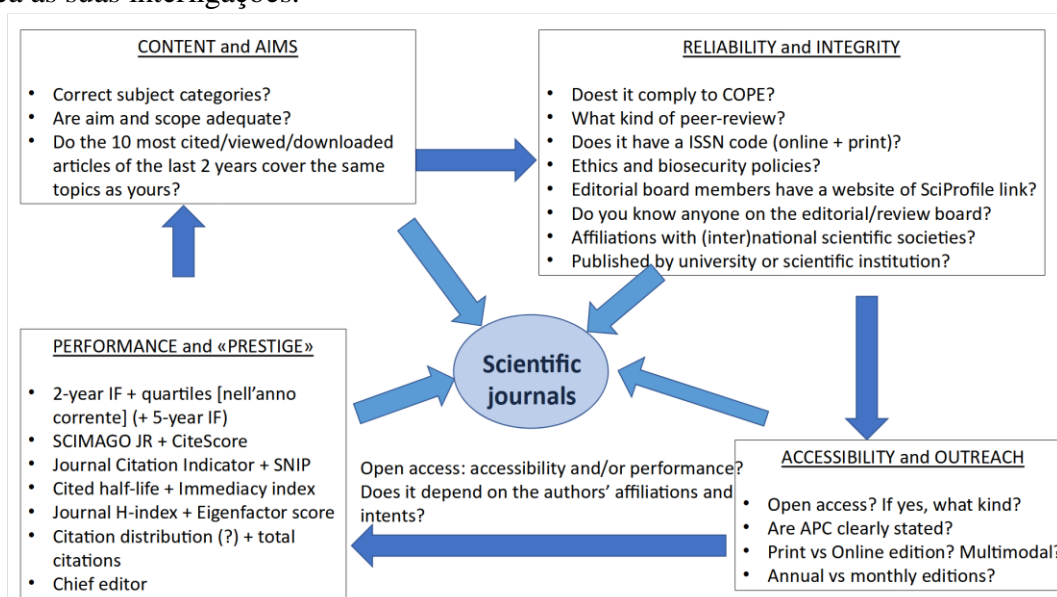 CONTENT and AIMS
• Correct subject categories?
• Are aim and scope adequate?
• Do the 10 most cited/viewed/downloaded
articles of the last 2 years cover the same
topics as yours?
RELIABILITY and INTEGRITY
• Doest it comply to COPE?
• What kind of peer-review?
• Does it have a ISSN code (online + print)?
• Ethics and biosecurity policies?
• Editorial board members have a website of SciProfile link?
• Do you know anyone on the editorial/review board?
• Affiliations with (inter)national scientific societies?
• Published by university or scientific institution?
Scientific
journals
PERFORMANCE and «PRESTIGE»
• 2-year IF + quartiles [nell'anno
corrente] (+ 5-year IF)
• SCIMAGO JR + CiteScore
• Journal Citation Indicator + SNIP
• Cited half-life + Immediacy index
• Journal H-index + Eigenfactor score
• Citation distribution (?) + total
citations
• Chief editor
Open access: accessibility and/or performance?
Does it depend on the authors' affiliations and
intents?
ACCESSIBILITY and OUTREACH
• Open access? If yes, what kind?
• Are APC clearly stated?
• Print vs Online edition? Multimodal?
• Annual vs monthly editions?